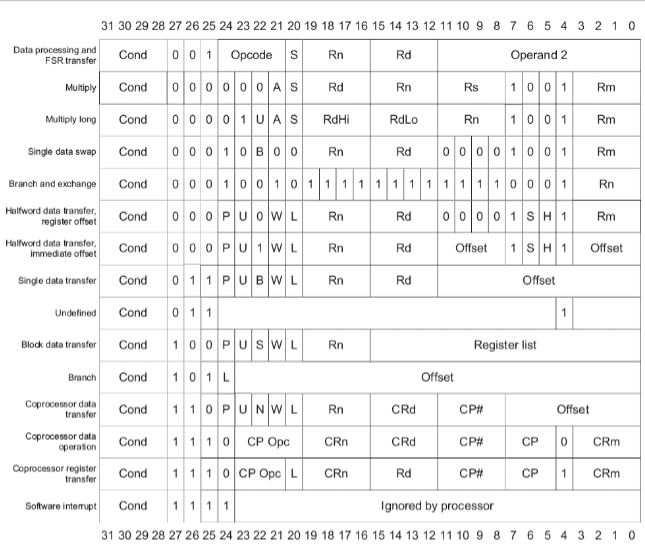 31 30 29 28 27 26 25 24 23 22 21 20 19 18 17 16 15 14 13 12 11 10 9 8 7 6 5 4 3 2 1 0
Data processing and
FSR transfer Cond 0 0 1 Opcode S Rn Rd Operand 2
Multiply Cond 0 0 0 0 0 0 A S Rd Rn Rs 1 0 0 1 Rm
Multiply long Cond 0 0 0 0 1 U A S RdHi RdLo Rn 1 0 0 1 Rm
Single data swap Cond 0 0 0 1 0 B 0 0 Rn Rd 0 0 0 0 1 0 0 1 Rm
Branch and exchange Cond 0 0 0 1 0 0 1 0 1 1 1 1 1 1 1 1 1 1 1 1 0 0 0 1 Rn
Halfword data transfer,
register offset Cond 0 0 0 P U 0 W L Rn Rd 0 0 0 0 1 S H 1 Rm
Halfword data transfer,
immediate offset Cond 0 0 0 P U 1 W L Rn Rd Offset 1 S H 1 Offset
Single data transfer Cond 0 1 1 P U B W L Rn Rd Offset
Undefined Cond 0 1 1 1
Block data transfer Cond 1 0 0 P U S W L Rn Register list
Branch Cond 1 0 1 L Offset
Coprocessor data
transfer Cond 1 1 0 P U N W L Rn CRd CP# Offset
Coprocessor data
operation Cond 1 1 1 0 CP Opc CRn CRd CP# CP 0 CRm
Coprocessor register
transfer Cond 1 1 1 0 CP Opc L CRn Rd CP# CP 1 CRm
Software interrupt Cond 1 1 1 1 Ignored by processor
31 30 29 28 27 26 25 24 23 22 21 20 19 18 17 16 15 14 13 12 11 10 9 8 7 6 5 4 3 2 1 0